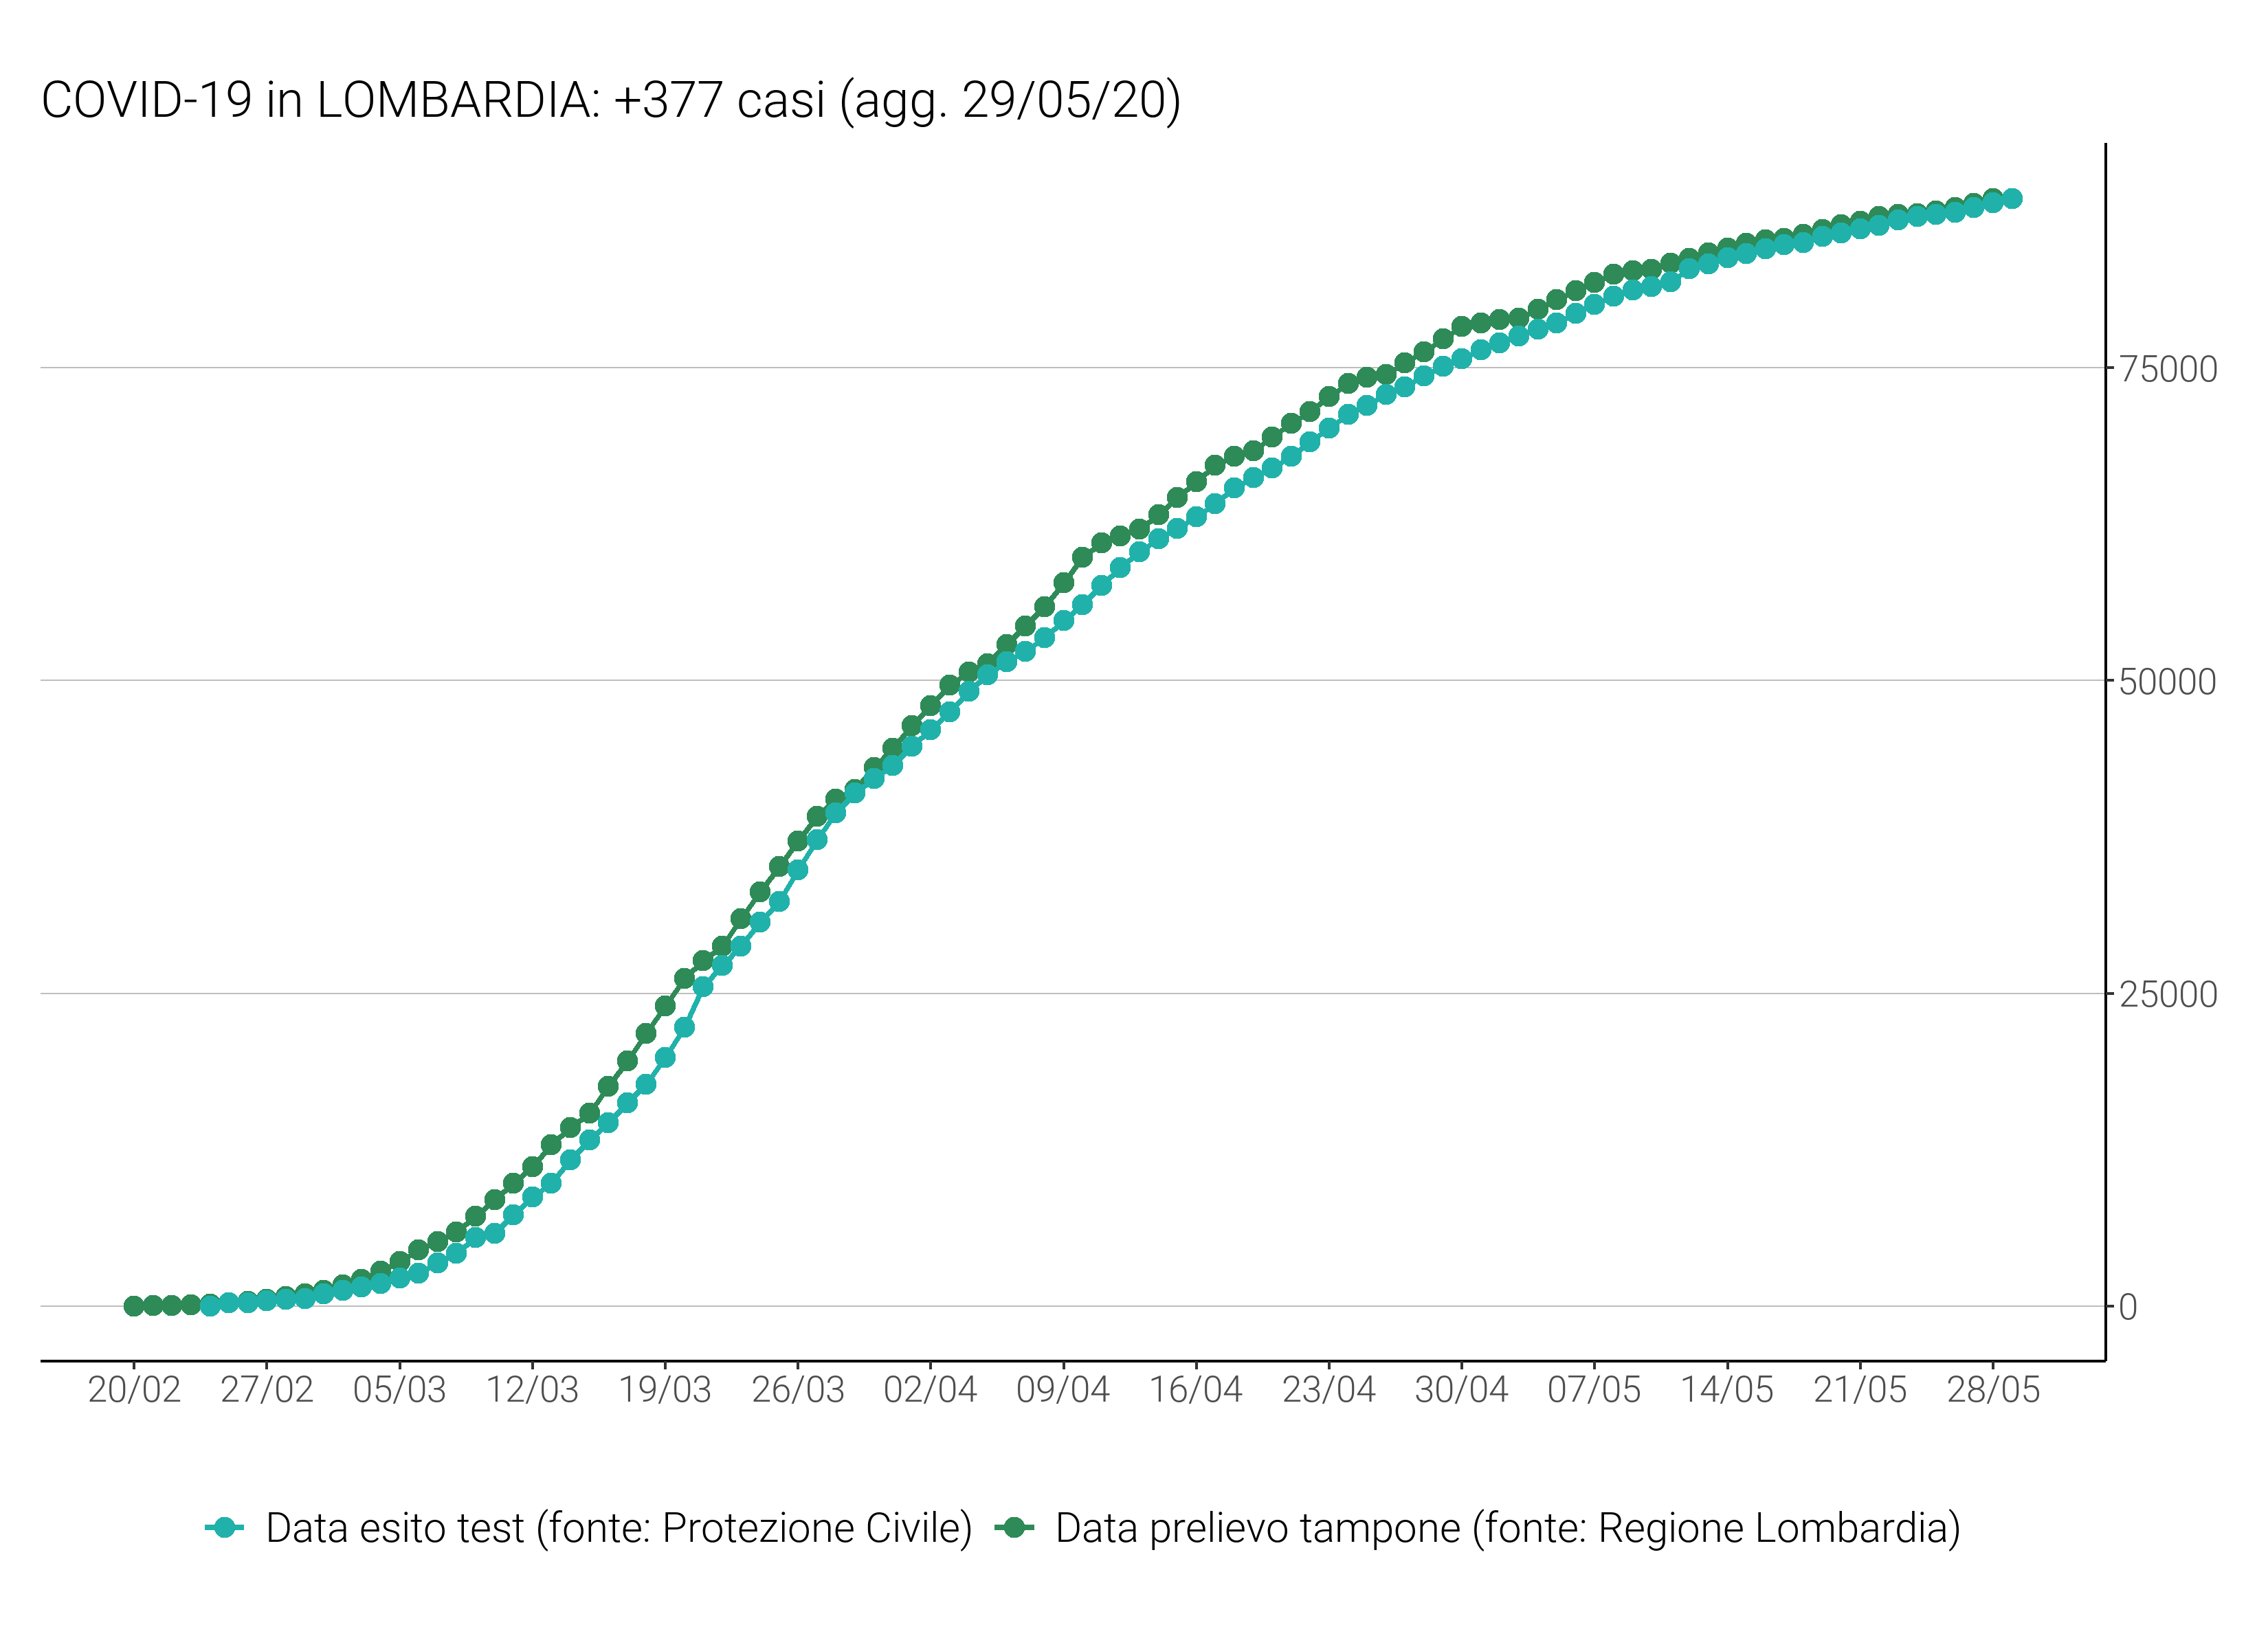 COVID-19 in LOMBARDIA: +377 casi (agg. 29/05/20)
75000
50000
25000
0
20/02 27/02 05/03 12/03 19/03 26/03 02/04 09/04 16/04 23/04 30/04 07/05 14/05 21/05 28/05
Data esito test (fonte: Protezione Civile) Data prelievo tampone (fonte: Regione Lombardia)